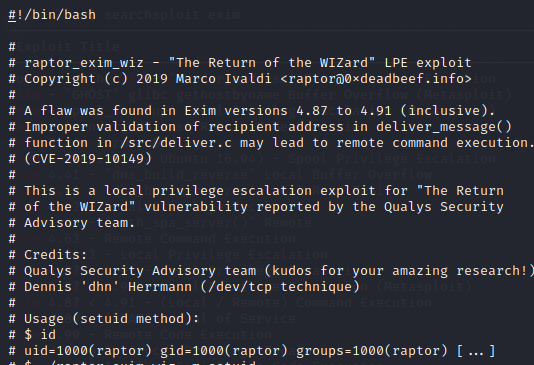 #!/bin/bash searchsploit exim
#
# raptor_exim_wiz - "The Return of the WIZard" LPE exploit
# Copyright (c) 2019 Marco Ivaldi <raptor@0xdeadbeef.info>
#
# A flaw was found in Exim versions 4.87 to 4.91 (inclusive).
# Improper validation of recipient address in deliver_message()
# function in /src/deliver.c may lead to remote command execution.
# (CVE-2019-10149)
#
# This is a local privilege escalation exploit for "The Return
# of the WIZard" vulnerability reported by the Qualys Security
# Advisory team.
#
# Credits:
# Qualys Security Advisory team (kudos for your amazing research!)
# Dennis 'dhn' Herrmann (/dev/tcp technique)
#
# Usage (setuid method):
# $ id
# uid=1000(raptor) gid=1000(raptor) groups=1000(raptor) [...]